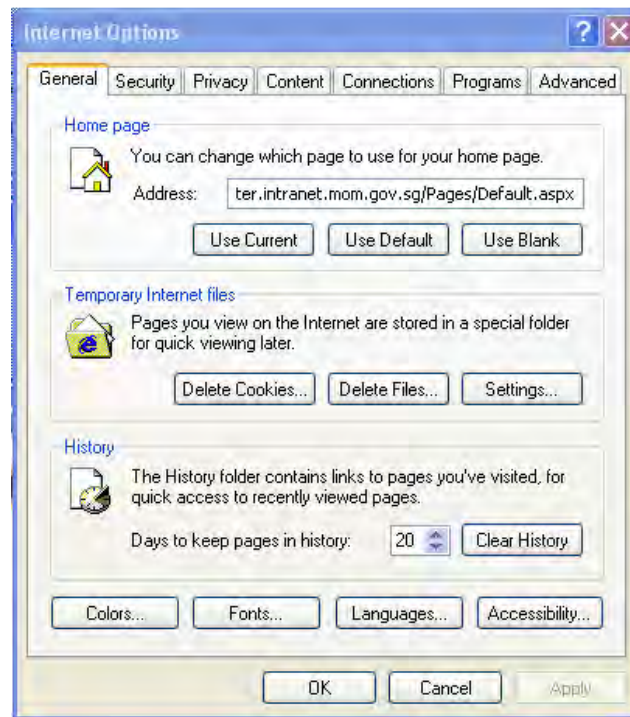 Internet Options
General Security Privacy Content Connections Programs Advanced
Home page
You can change which page to use for your home page.
Address: ter.intranet.mom.gov.sg/Pages/Default.aspx
Use Current Use Default Use Blank
Temporary Internet files
Pages you view on the Internet are stored in a special folder
for quick viewing later.
Delete Cookies... Delete Files... Settings...
History
The History folder contains links to pages you've visited, for
quick access to recently viewed pages.
Days to keep pages in history: 20 Clear History
Colors... Fonts... Languages... Accessibility...
OK Cancel Apply